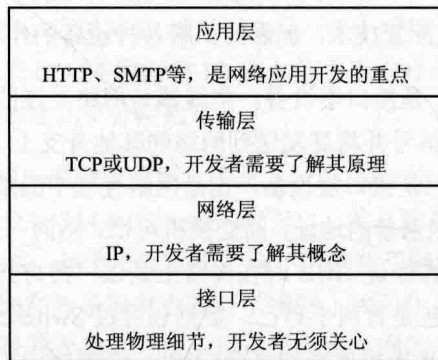 应用层
HTTP、SMTP等，是网络应用开发的重点
传输层
TCP或UDP，开发者需要了解其原理
网络层
IP，开发者需要了解其概念
接口层
处理物理细节，开发者无须关心